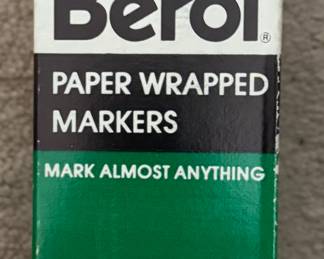 Berol®
PAPER WRAPPED
MARKERS
MARK ALMOST ANYTHING